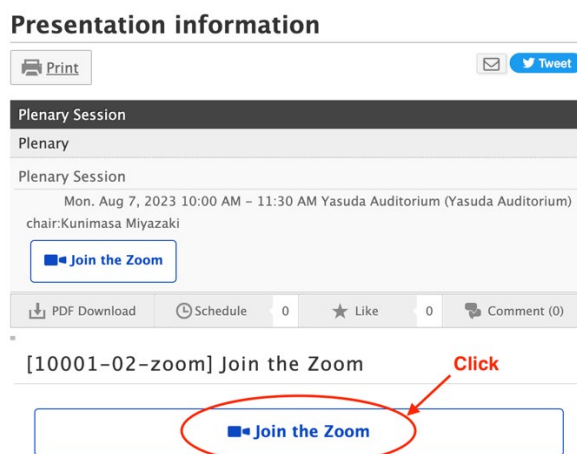 Presentation information
Print
Tweet
Plenary Session
Plenary
Plenary Session
Mon. Aug 7, 2023 10:00 AM - 11:30 AM Yasuda Auditorium (Yasuda Auditorium)
chair:Kunimasa Miyazaki
Join the Zoom
PDF Download Schedule 0 Like 0 Comment (0)
[10001-02-zoom] Join the Zoom Click
Join the Zoom